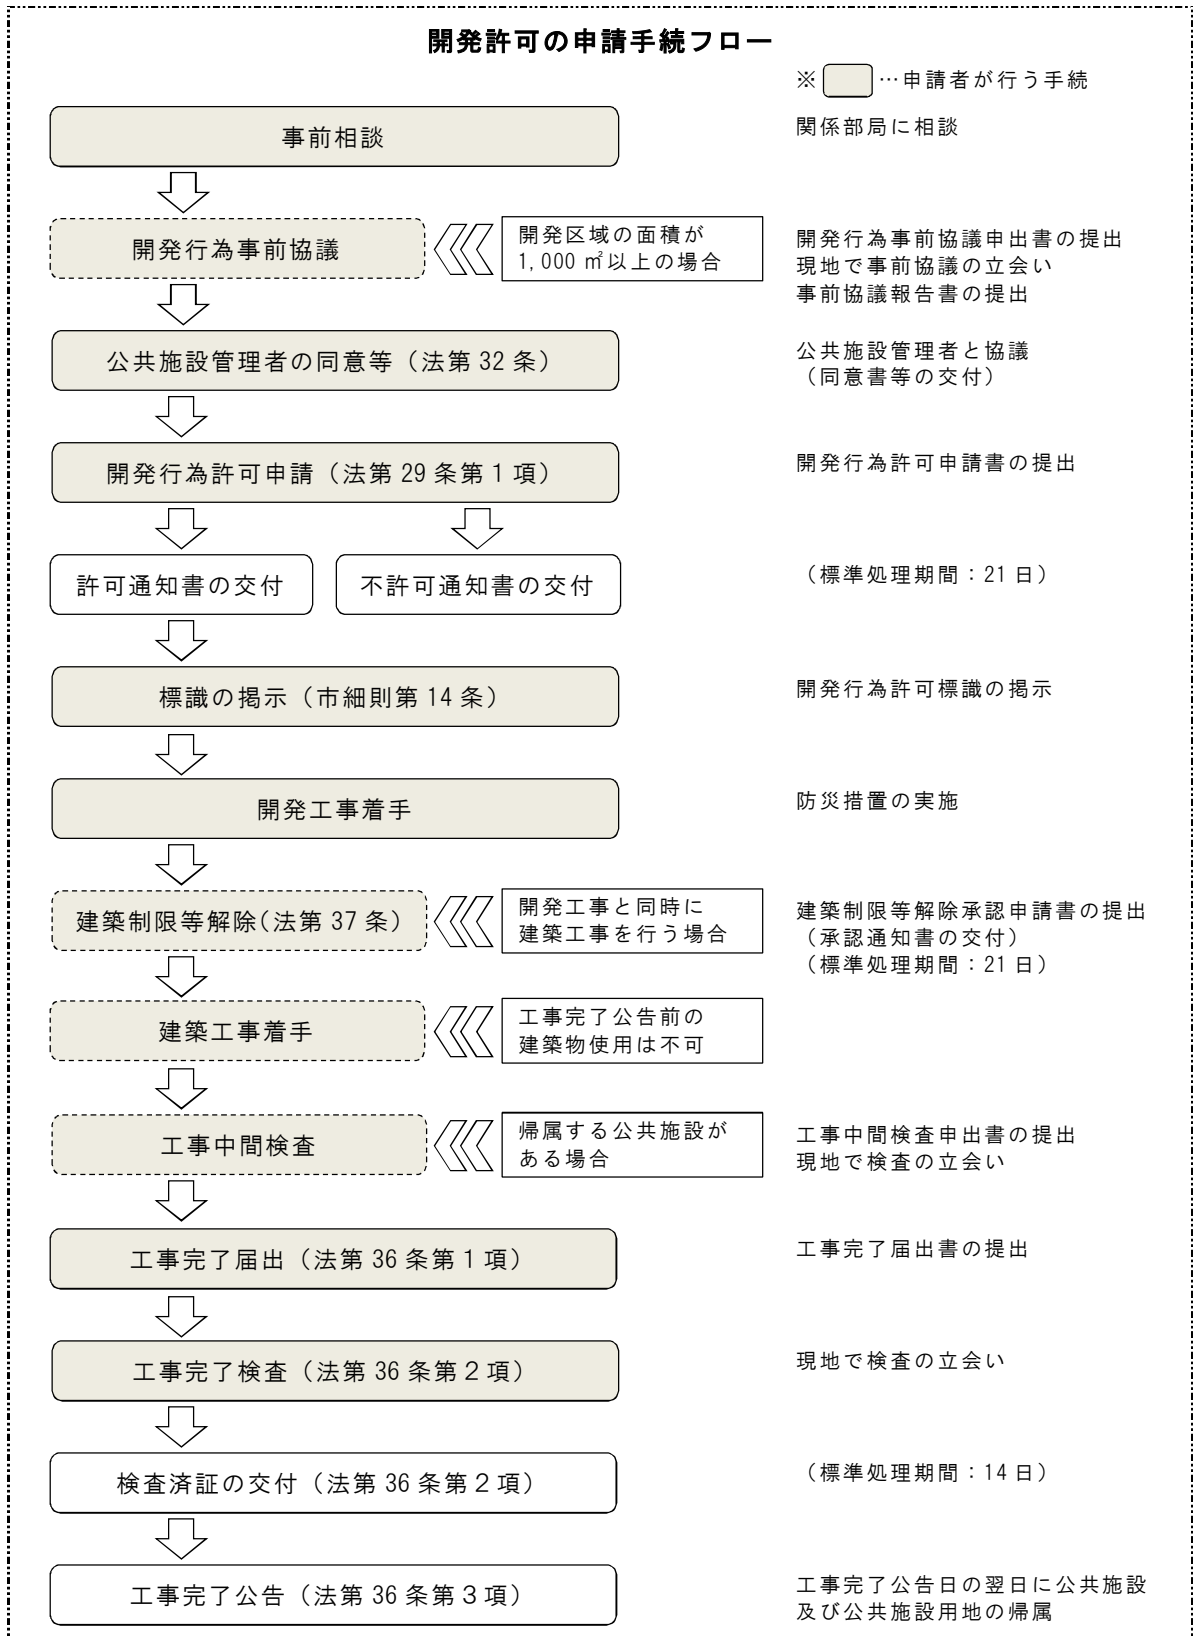 開発許可の申請手続フロー
※ …申請者が行う手続
事前相談
関係部局に相談
開発行為事前協議
開発区域の面積が
1,000 ㎡以上の場合
開発行為事前協議申出書の提出
現地で事前協議の立会い
事前協議報告書の提出
公共施設管理者の同意等（法第 32 条）
公共施設管理者と協議
（同意書等の交付）
開発行為許可申請（法第 29 条第１項）
開発行為許可申請書の提出
許可通知書の交付
不許可通知書の交付
（標準処理期間：21 日）
標識の掲示（市細則第 14 条）
開発行為許可標識の掲示
開発工事着手
防災措置の実施
建築制限等解除(法第 37 条）
開発工事と同時に
建築工事を行う場合
建築制限等解除承認申請書の提出
（承認通知書の交付）
（標準処理期間：21 日）
建築工事着手
工事完了公告前の
建築物使用は不可
工事中間検査
帰属する公共施設が
ある場合
工事中間検査申出書の提出
現地で検査の立会い
工事完了届出（法第 36 条第１項）
工事完了届出書の提出
工事完了検査（法第 36 条第２項）
現地で検査の立会い
検査済証の交付（法第 36 条第２項）
（標準処理期間：14 日）
工事完了公告（法第 36 条第３項）
工事完了公告日の翌日に公共施設
及び公共施設用地の帰属